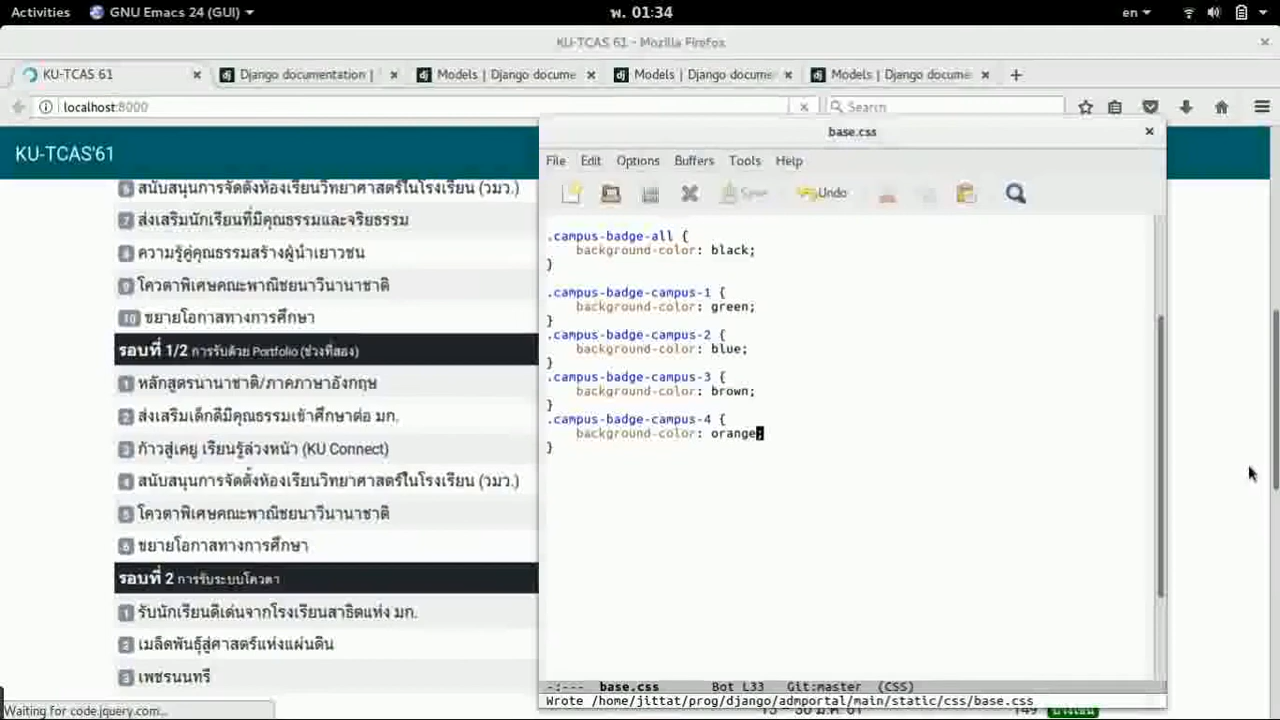 Activities GNU Emacs 24 (GUI) พ. 01:34 en
KU-TCAS 61 - Mozilla Firefox
KU-TCAS 61 Django documentation | Models | Django docume Models | Django docume Models | Django docume
localhost:8000 Search
KU-TCAS'61
สนับสนุนการจัดตั้งห้องเรียนวิทยาศาสตร์ในโรงเรียน (วมว.)
7 ส่งเสริมนักเรียนที่มีคุณธรรมและจริยธรรม
8 ความรู้คู่คุณธรรมสร้างผู้นำเยาวชน
9 โควตาพิเศษคณะพาณิชยนาวีนานาชาติ
10 ขยายโอกาสทางการศึกษา
รอบที่ 1/2 การรับด้วย Portfolio (ช่วงที่สอง)
1 หลักสูตรนานาชาติ/ภาคภาษาอังกฤษ
2 ส่งเสริมเด็กดีมีคุณธรรมเข้าศึกษาต่อ มก.
3 ก้าวสู่เคยู เรียนรู้ล่วงหน้า (KU Connect)
4 สนับสนุนการจัดตั้งห้องเรียนวิทยาศาสตร์ในโรงเรียน (วมว.)
5 โควตาพิเศษคณะพาณิชยนาวีนานาชาติ
6 ขยายโอกาสทางการศึกษา
รอบที่ 2 การรับระบบโควตา
1 รับนักเรียนดีเด่นจากโรงเรียนสาธิตแห่ง มก.
2 เมล็ดพันธุ์สู่ศาสตร์แห่งแผ่นดิน
3 เพชรนนทรี
Waiting for code.jquery.com...
base.css
File Edit Options Buffers Tools Help
Save Undo
.campus-badge-all {
background-color: black;
}
.campus-badge-campus-1 {
background-color: green;
}
.campus-badge-campus-2 {
background-color: blue;
}
.campus-badge-campus-3 {
background-color: brown;
}
.campus-badge-campus-4 {
background-color: orange;
}
-:--- base.css Bot L33 Git:master (CSS)
Wrote /home/jittat/prog/django/admportal/main/static/css/base.css